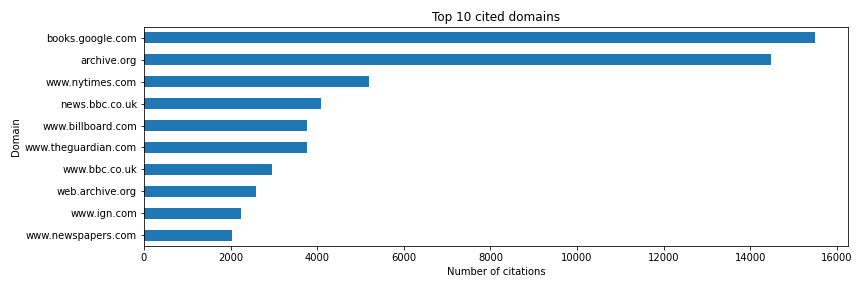 Top 10 cited domains
books.google.com
archive.org
www.nytimes.com
news.bbc.co.uk
www.billboard.com
www.theguardian.com
www.bbc.co.uk
web.archive.org
www.ign.com
www.newspapers.com
Domain
0 2000 4000 6000 8000 10000 12000 14000 16000
Number of citations